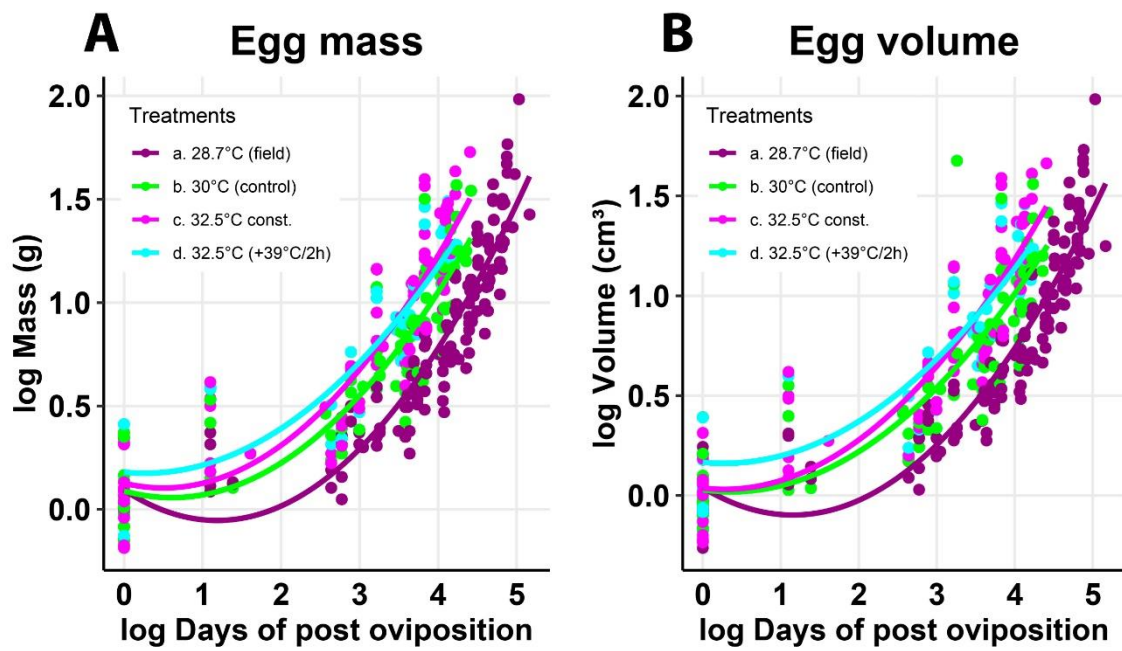 A Egg mass
log Mass (g)
2.0
1.5
1.0
0.5
0.0
Treatments
a. 28.7°C (field)
b. 30°C (control)
c. 32.5°C const.
d. 32.5°C (+39°C/2h)
0 1 2 3 4 5
log Days of post oviposition
B Egg volume
log Volume (cm³)
2.0
1.5
1.0
0.5
0.0
Treatments
a. 28.7°C (field)
b. 30°C (control)
c. 32.5°C const.
d. 32.5°C (+39°C/2h)
0 1 2 3 4 5
log Days of post oviposition